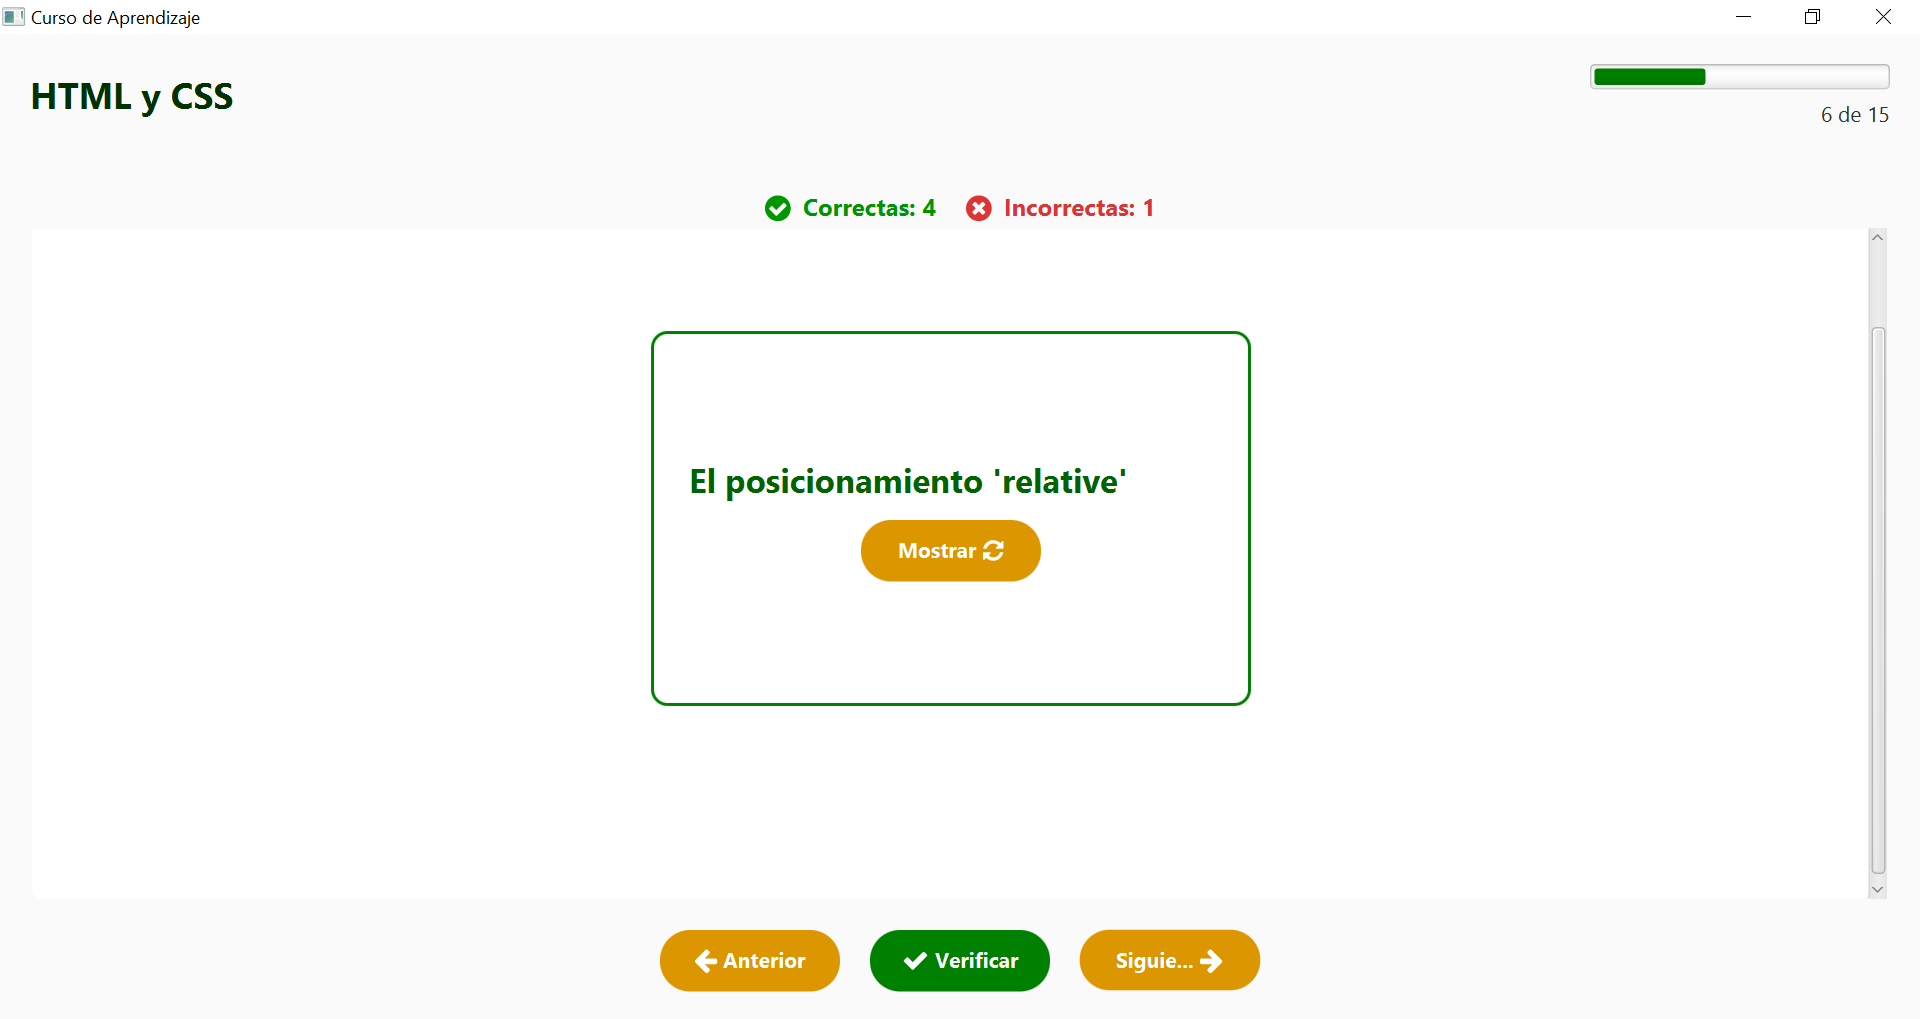 Curso de Aprendizaje
HTML y CSS
6 de 15
Correctas: 4 Incorrectas: 1
El posicionamiento 'relative'
Mostrar
Anterior Verificar Siguie...